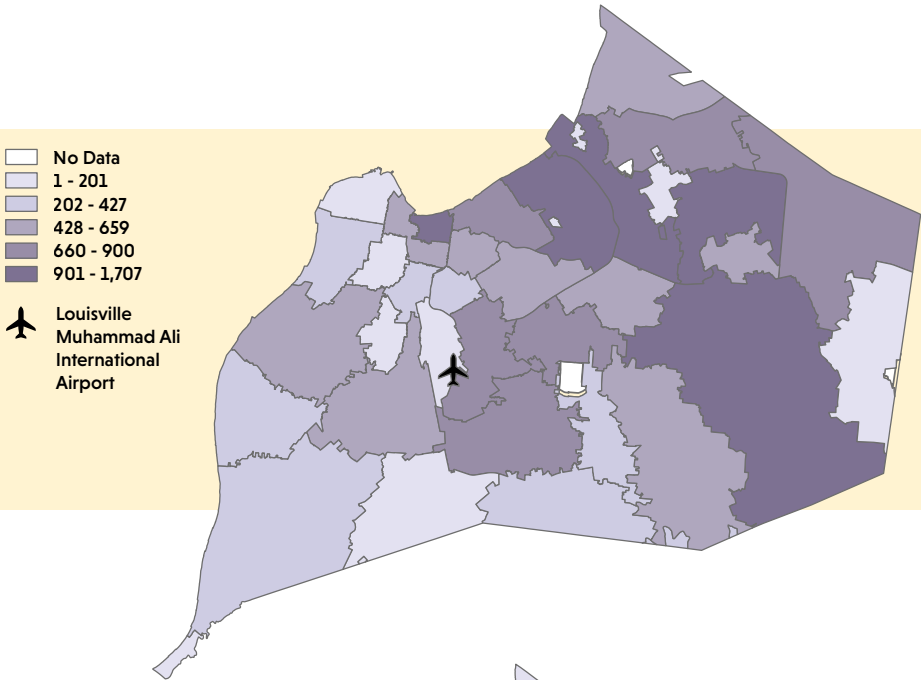 No Data
1 - 201
202 - 427
428 - 659
660 - 900
901 - 1,707
Louisville
Muhammad Ali
International
Airport